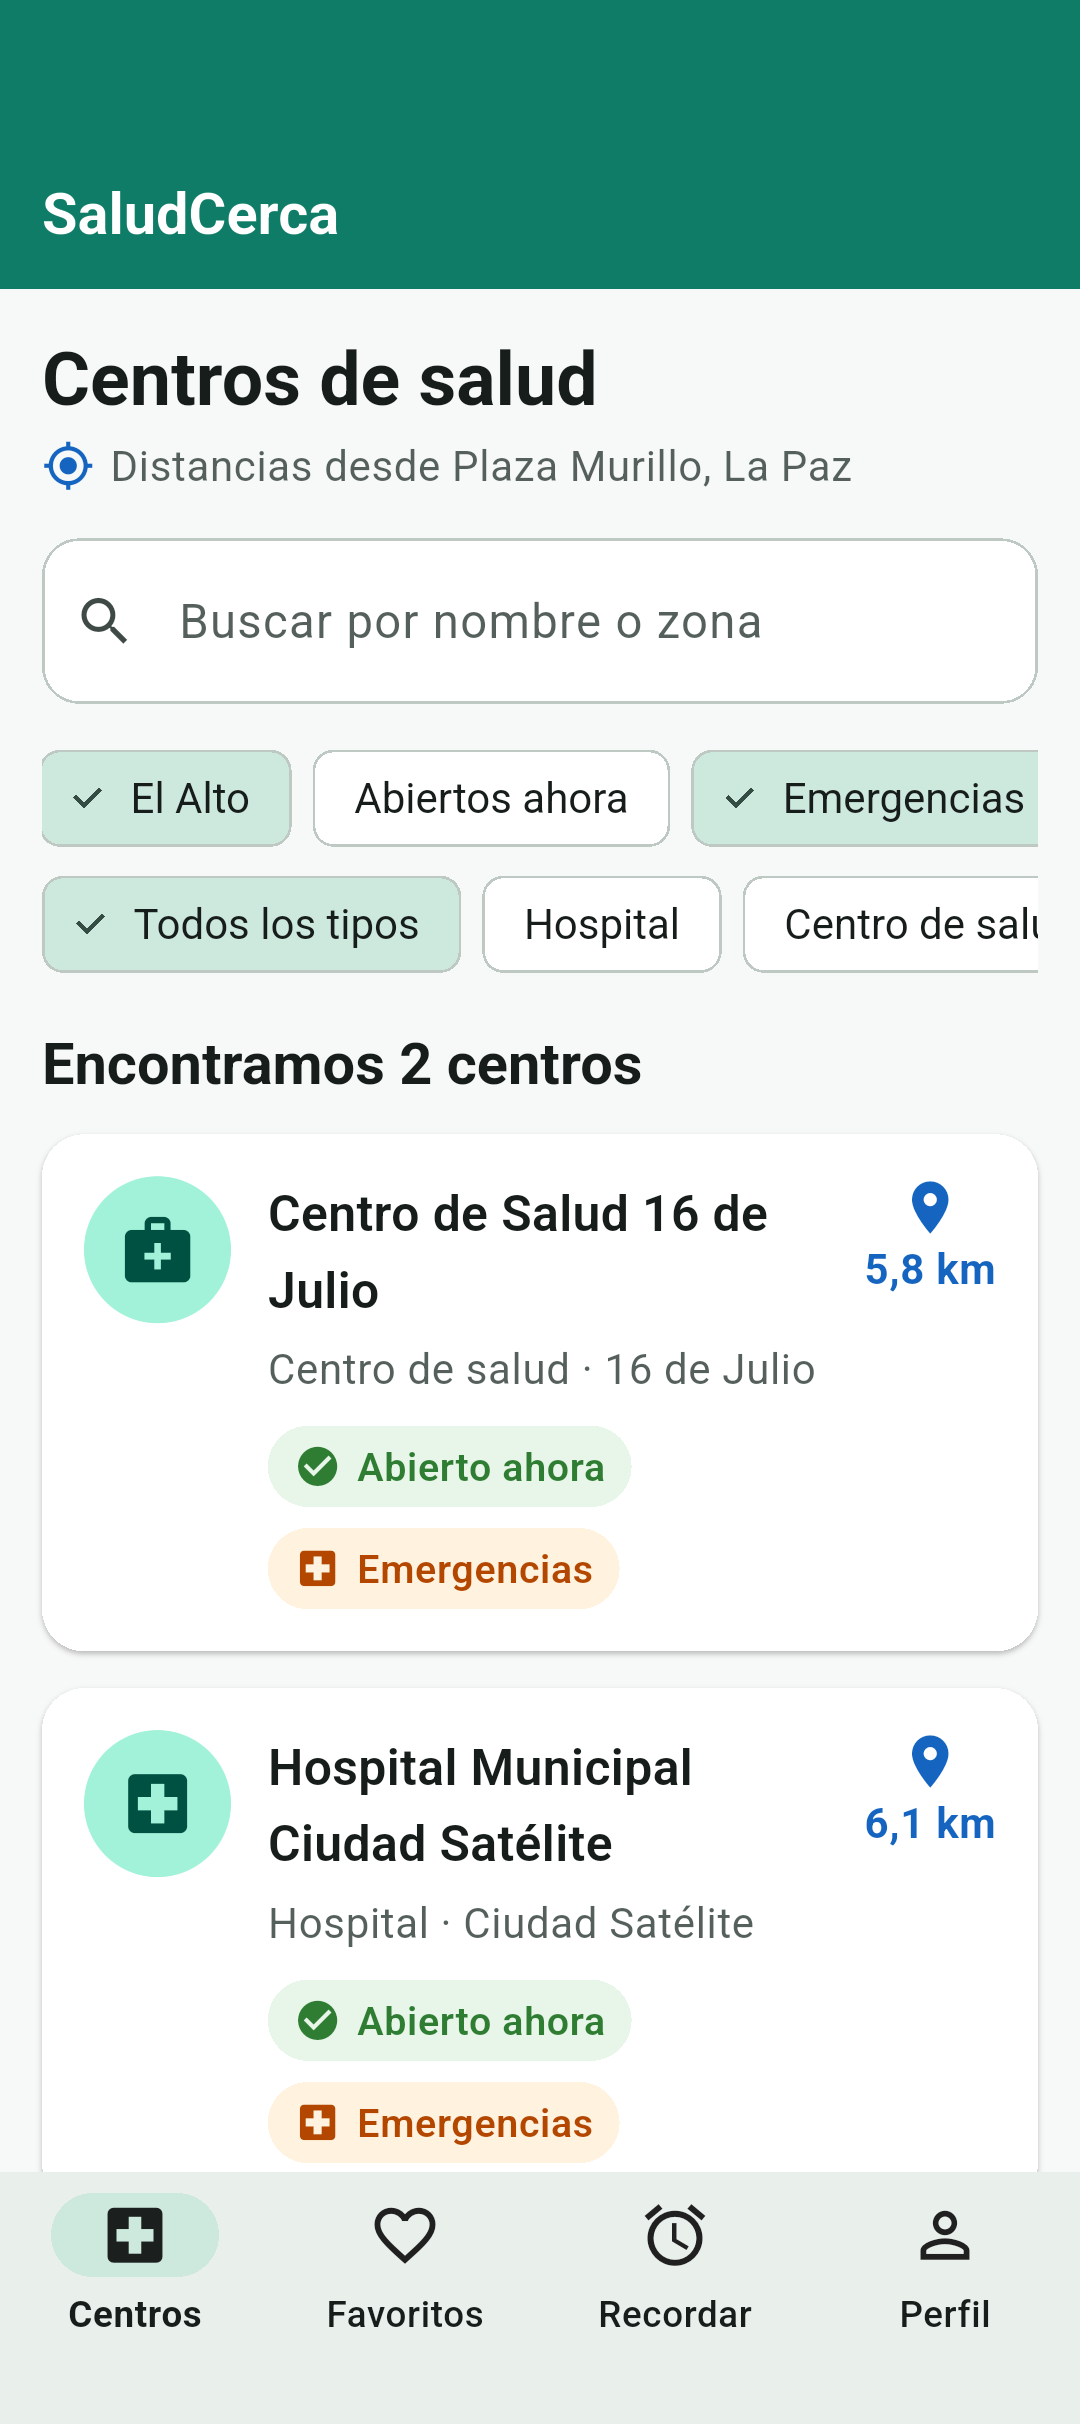 SaludCerca
Centros de salud
Distancias desde Plaza Murillo, La Paz
Buscar por nombre o zona
El Alto
Abiertos ahora
Emergencias
Todos los tipos
Hospital
Centro de salu
Encontramos 2 centros
Centro de Salud 16 de
Julio
5,8 km
Centro de salud · 16 de Julio
Abierto ahora
Emergencias
Hospital Municipal
Ciudad Satélite
6,1 km
Hospital · Ciudad Satélite
Abierto ahora
Emergencias
Centros
Favoritos
Recordar
Perfil